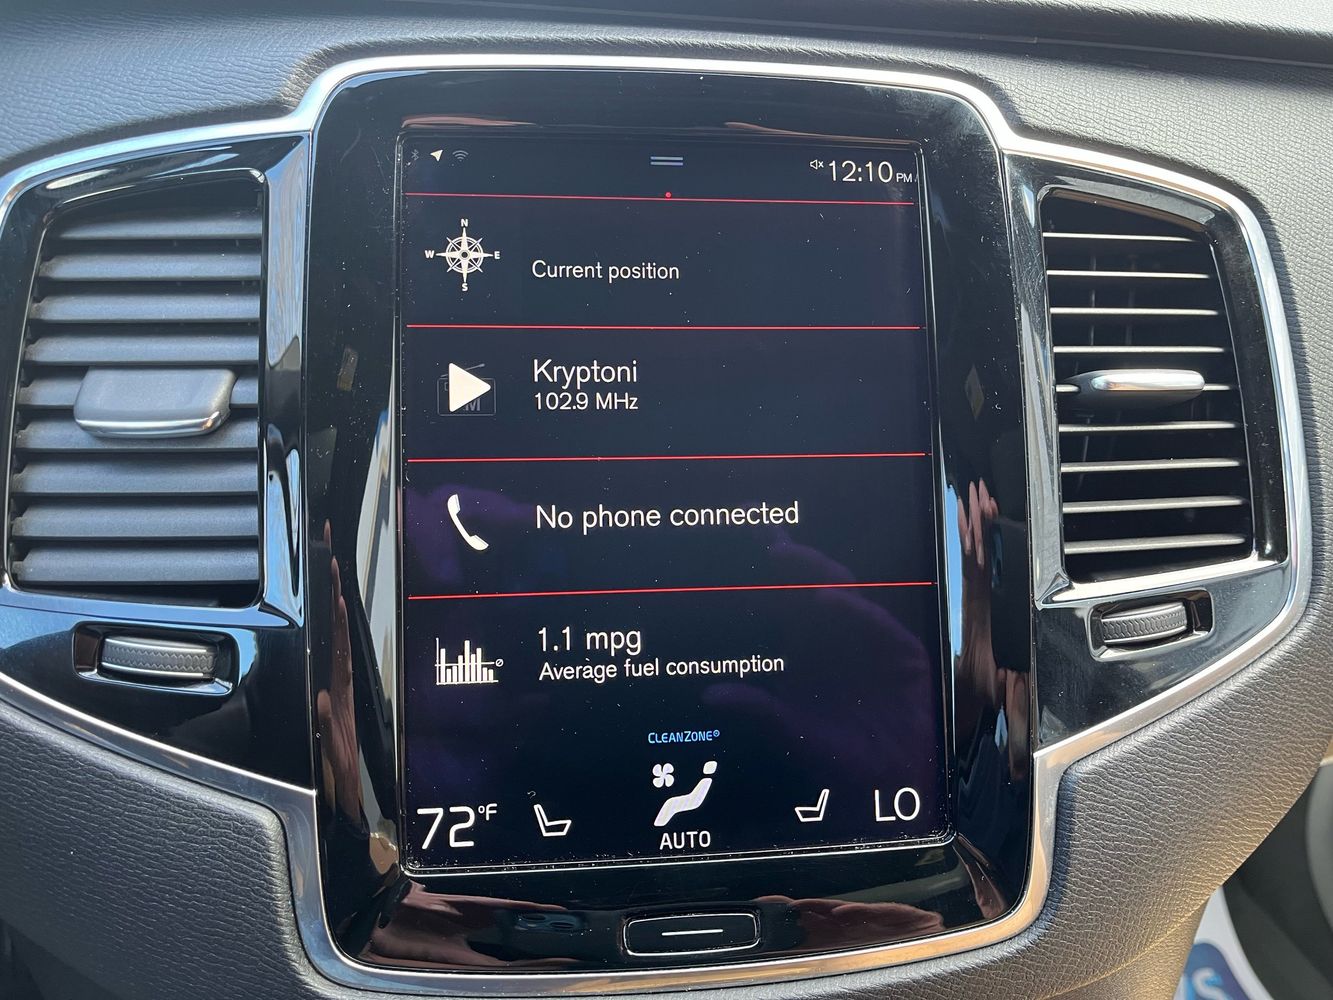 12:10 PM
N
W E
S
Current position
Kryptoni
102.9 MHz
No phone connected
1.1 mpg
Average fuel consumption
CLEANZONE®
72°F
LO
AUTO